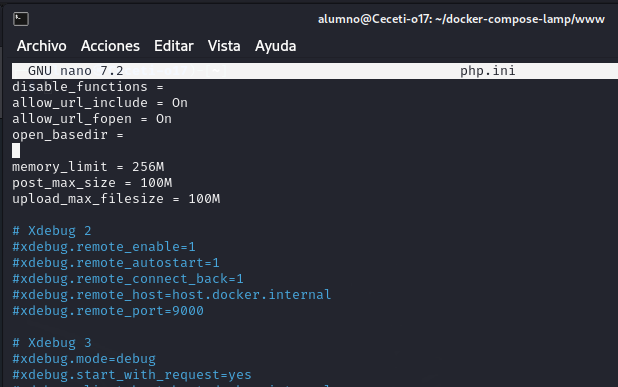 alumno@Ceceti-o17: ~/docker-compose-lamp/www
Archivo Acciones Editar Vista Ayuda
GNU nano 7.2 php.ini
disable_functions =
allow_url_include = On
allow_url_fopen = On
open_basedir =
memory_limit = 256M
post_max_size = 100M
upload_max_filesize = 100M
# Xdebug 2
#xdebug.remote_enable=1
#xdebug.remote_autostart=1
#xdebug.remote_connect_back=1
#xdebug.remote_host=host.docker.internal
#xdebug.remote_port=9000
# Xdebug 3
#xdebug.mode=debug
#xdebug.start_with_request=yes